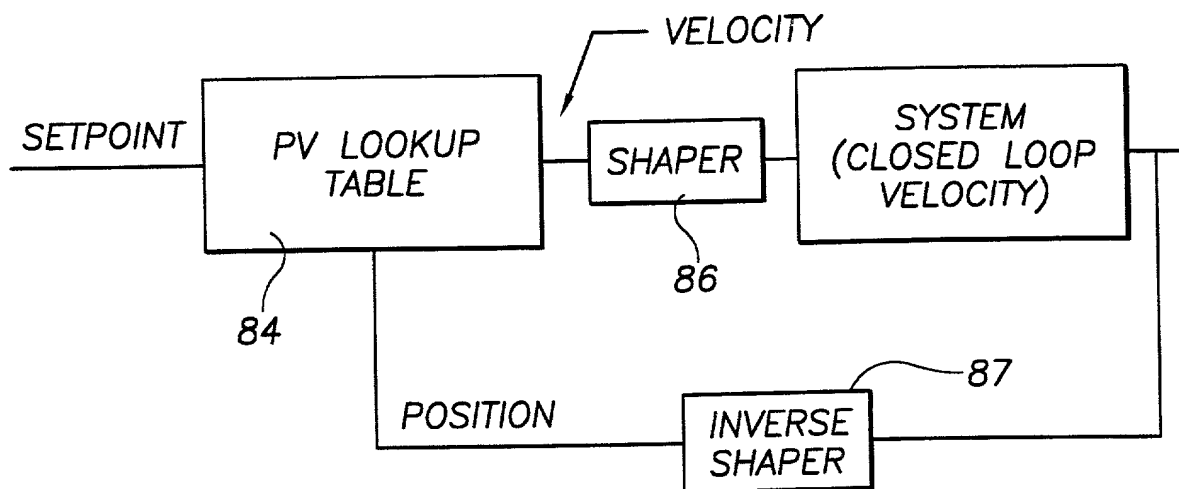 VELOCITY
SETPOINT
PV LOOKUP
TABLE
SHAPER
SYSTEM
(CLOSED LOOP
VELOCITY)
84
86
87
POSITION
INVERSE
SHAPER